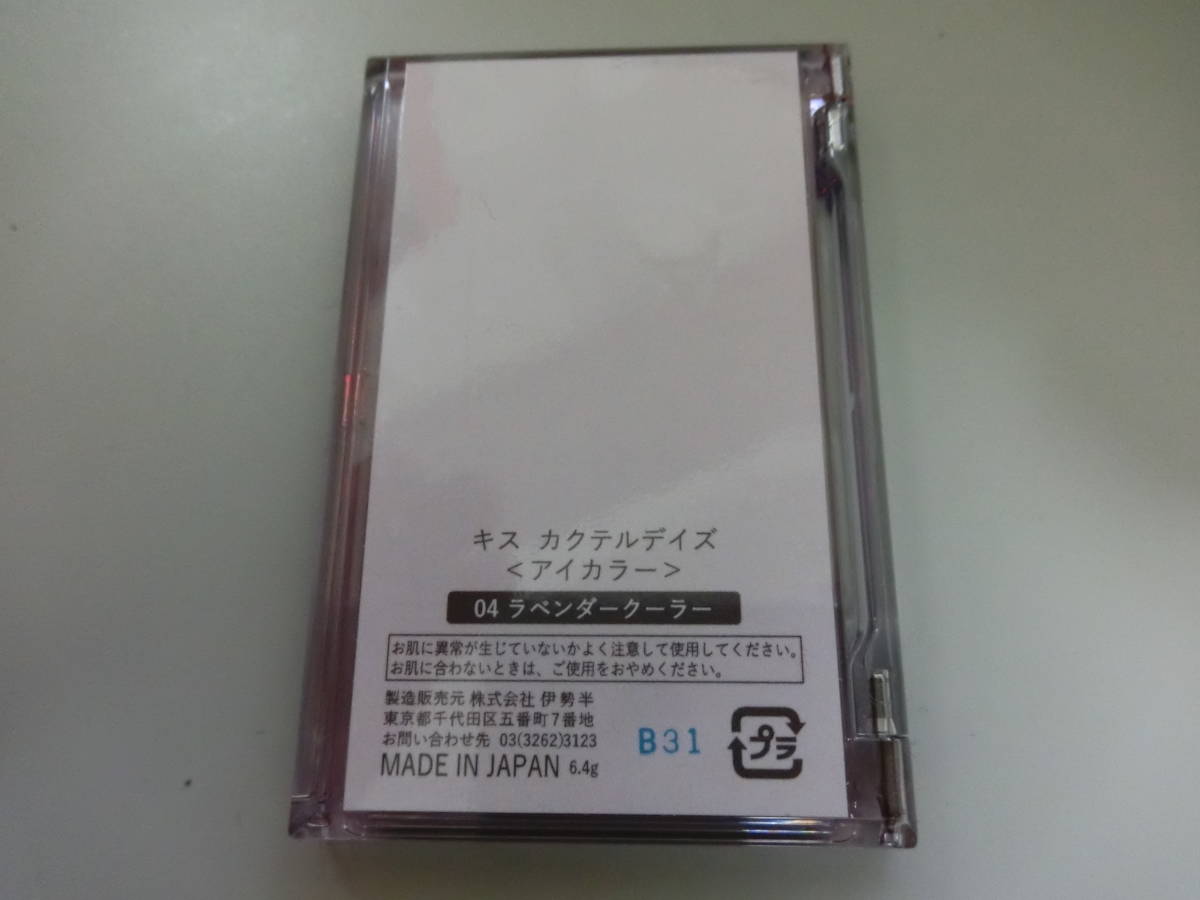 キス カクテルデイズ
＜アイカラー＞
04 ラベンダークーラー
お肌に異常が生じていないかよく注意して使用してください。
お肌に合わないときは、ご使用をおやめください。
製造販売元 株式会社 伊勢半
東京都千代田区五番町7番地
お問い合わせ先 03(3262)3123
MADE IN JAPAN 6.4g
B31
プラ